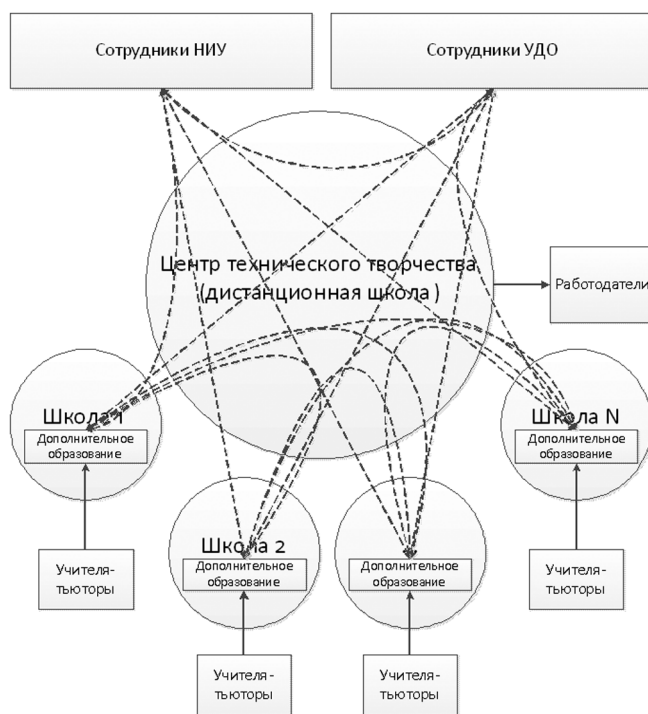 Сотрудники НИУ
Сотрудники УДО
Центр технического творчества
(дистанционная школа)
Работодатели
Школа 1
Дополнительное
образование
Школа N
Дополнительное
образование
Школа 2
Дополнительное
образование
Дополнительное
образование
Учителя-
тьюторы
Учителя-
тьюторы
Учителя-
тьюторы
Учителя-
тьюторы